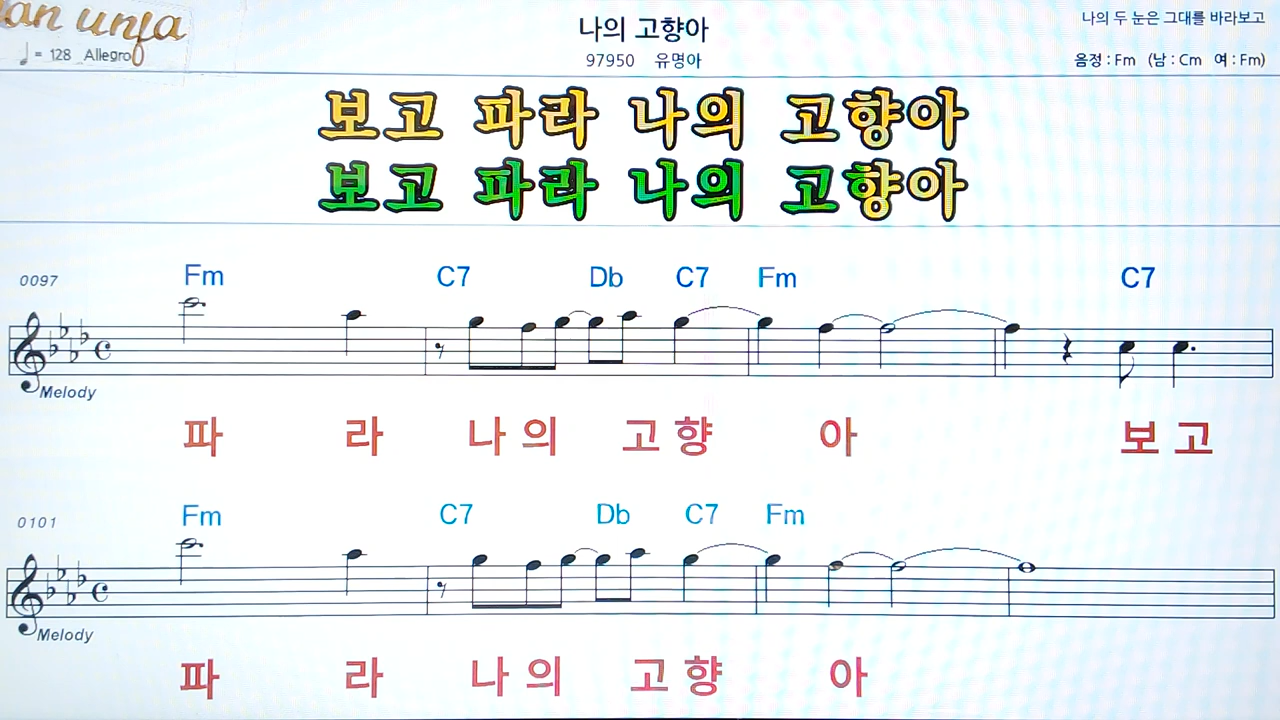 나의 고향아
나의 두 눈은 그대를 바라보고
♩ = 128 Allegro
97950 유명아
음정 : Fm (남 : Cm 여 : Fm)
보고 파라 나의 고향아
보고 파라 나의 고향아
0097 Fm C7 Db C7 Fm C7
Melody
파 라 나 의 고 향 아 보 고
0101 Fm C7 Db C7 Fm
Melody
파 라 나 의 고 향 아